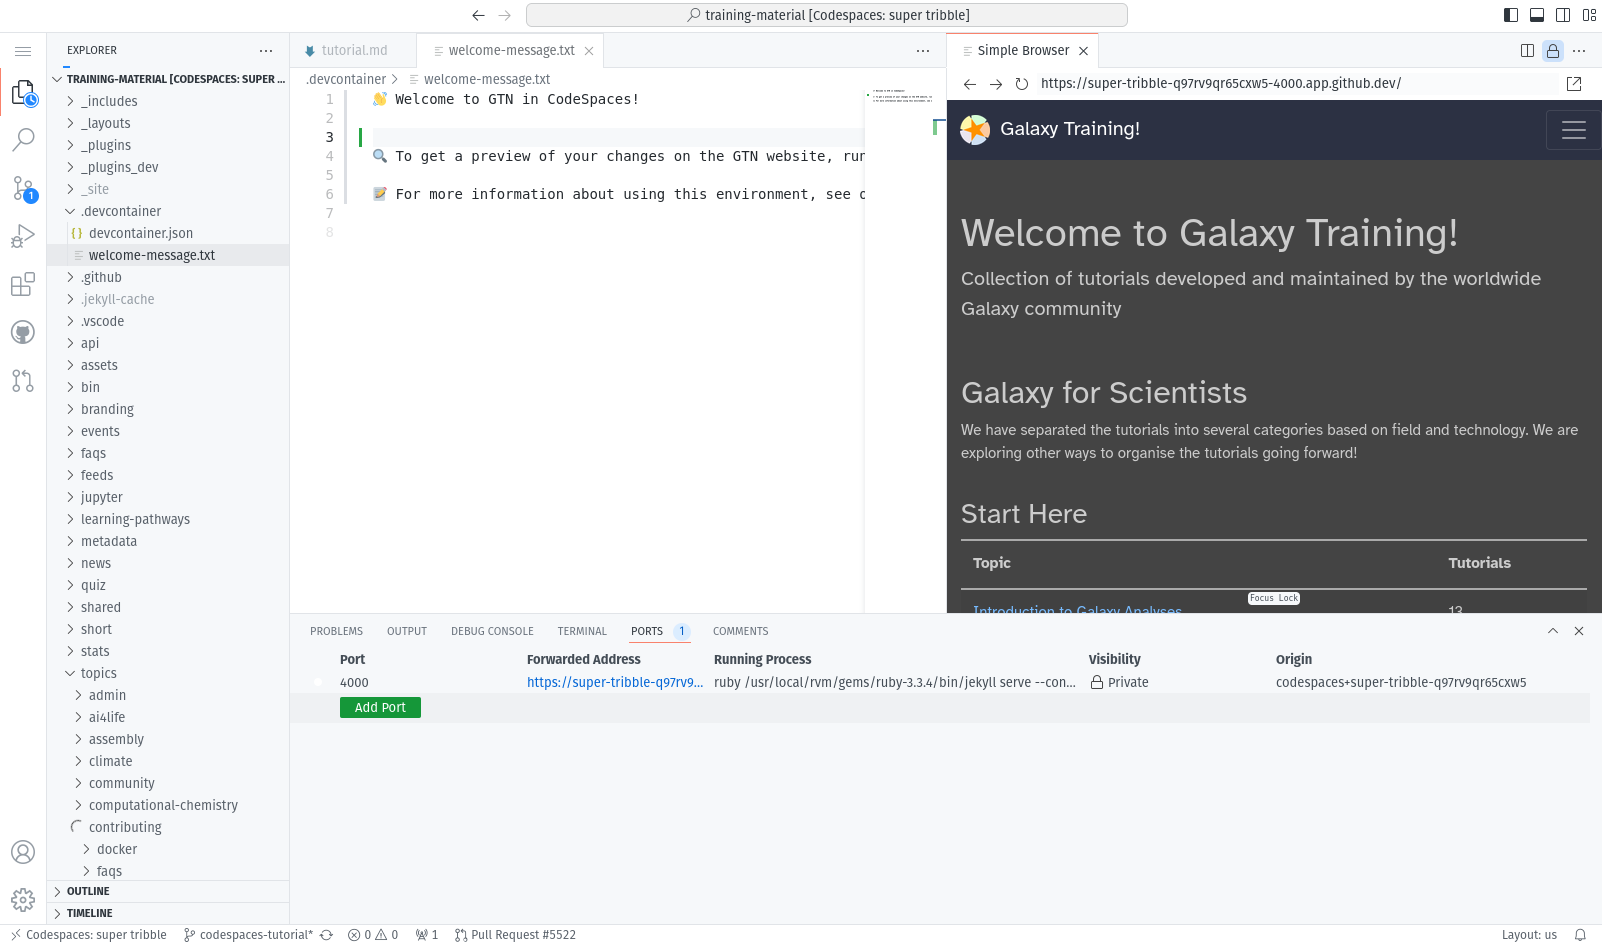 training-material [Codespaces: super tribble]
EXPLORER
TRAINING-MATERIAL [CODESPACES: SUPER ...
_includes
_layouts
_plugins
_plugins_dev
_site
.devcontainer
devcontainer.json
welcome-message.txt
.github
.jekyll-cache
.vscode
api
assets
bin
branding
events
faqs
feeds
jupyter
learning-pathways
metadata
news
quiz
shared
short
stats
topics
admin
ai4life
assembly
climate
community
computational-chemistry
contributing
docker
faqs
OUTLINE
TIMELINE
tutorial.md
welcome-message.txt
.devcontainer > welcome-message.txt
1 👋 Welcome to GTN in CodeSpaces!
2
3
4 🔍 To get a preview of your changes on the GTN website, run
5
6 📝 For more information about using this environment, see o
7
8
Simple Browser
https://super-tribble-q97rv9qr65cxw5-4000.app.github.dev/
Galaxy Training!
Welcome to Galaxy Training!
Collection of tutorials developed and maintained by the worldwide
Galaxy community
Galaxy for Scientists
We have separated the tutorials into several categories based on field and technology. We are
exploring other ways to organise the tutorials going forward!
Start Here
Topic Tutorials
Introduction to Galaxy Analyses 13
Focus Lock
PROBLEMS OUTPUT DEBUG CONSOLE TERMINAL PORTS 1 COMMENTS
Port Forwarded Address Running Process Visibility Origin
4000 https://super-tribble-q97rv9... ruby /usr/local/rvm/gems/ruby-3.3.4/bin/jekyll serve --con... Private codespaces+super-tribble-q97rv9qr65cxw5
Add Port
1
Codespaces: super tribble codespaces-tutorial* 0 0 1 Pull Request #5522 Layout: us